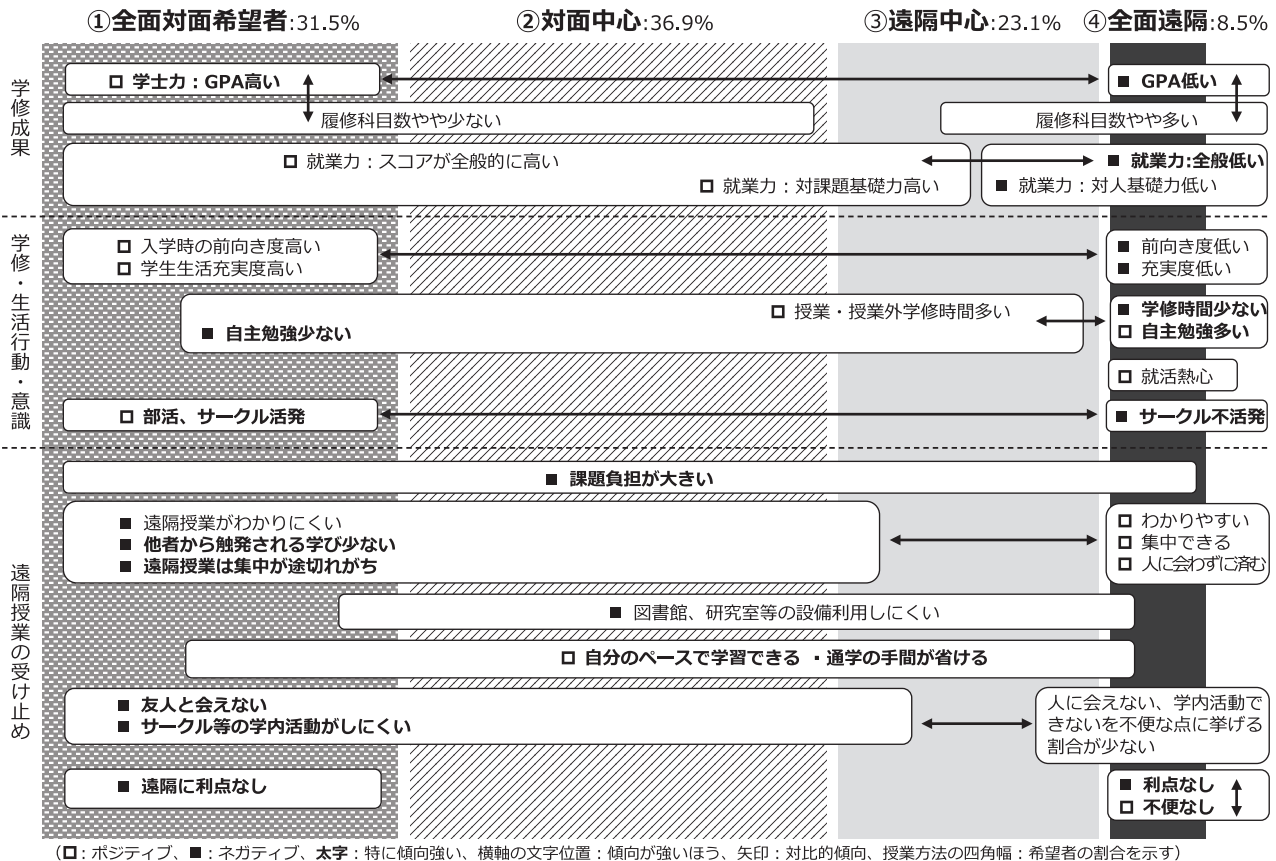 ①全面対面希望者:31.5%
②対面中心:36.9%
③遠隔中心:23.1%
④全面遠隔:8.5%
学修成果
□ 学士力：GPA高い
■ GPA低い
履修科目数やや少ない
履修科目数やや多い
□ 就業力：スコアが全般的に高い
□ 就業力：対課題基礎力高い
■ 就業力:全般低い
■ 就業力：対人基礎力低い
学修・生活行動・意識
□ 入学時の前向き度高い
□ 学生生活充実度高い
■ 前向き度低い
■ 充実度低い
□ 授業・授業外学修時間多い
■ 自主勉強少ない
■ 学修時間少ない
□ 自主勉強多い
□ 就活熱心
□ 部活、サークル活発
■ サークル不活発
遠隔授業の受け止め
■ 課題負担が大きい
■ 遠隔授業がわかりにくい
■ 他者から触発される学び少ない
■ 遠隔授業は集中が途切れがち
□ わかりやすい
□ 集中できる
□ 人に会わずに済む
■ 図書館、研究室等の設備利用しにくい
□ 自分のペースで学習できる ・通学の手間が省ける
■ 友人と会えない
■ サークル等の学内活動がしにくい
人に会えない、学内活動で
きないを不便な点に挙げる
割合が少ない
■ 遠隔に利点なし
■ 利点なし
□ 不便なし
（□：ポジティブ、■：ネガティブ、太字：特に傾向強い、横軸の文字位置：傾向が強いほう、矢印：対比的傾向、授業方法の四角幅：希望者の割合を示す）